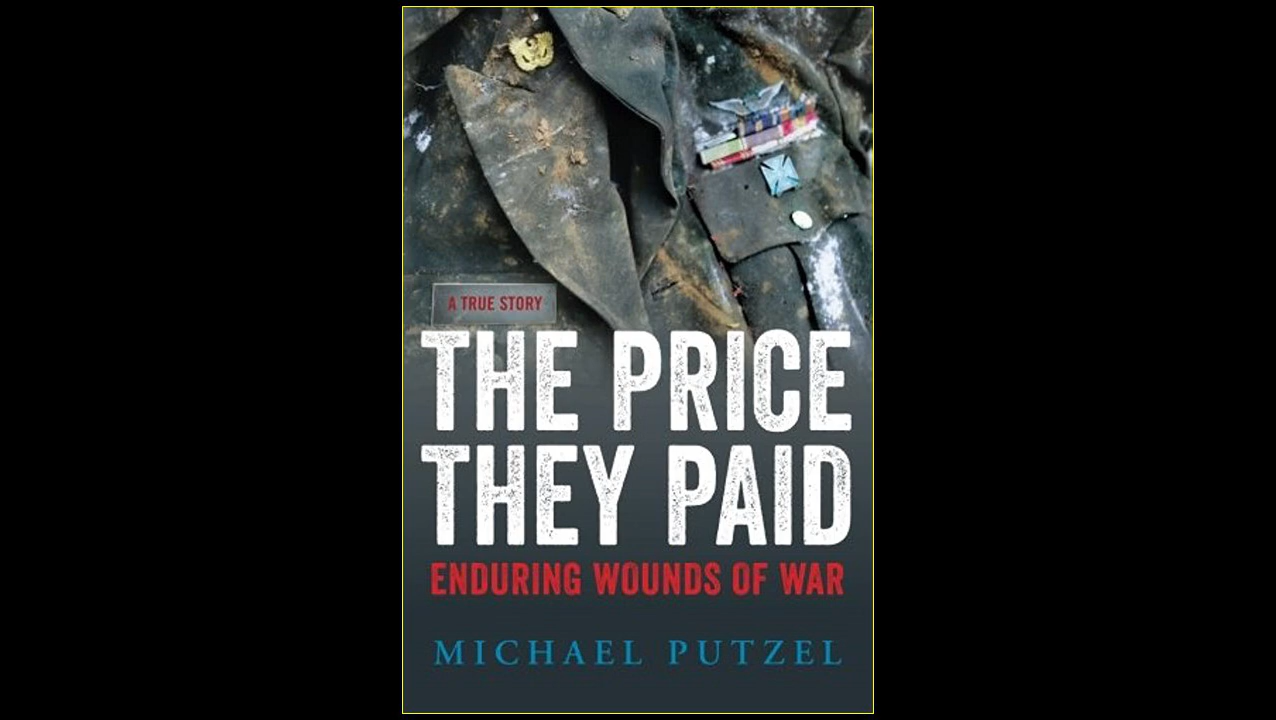 A TRUE STORY
THE PRICE
THEY PAID
ENDURING WOUNDS OF WAR
MICHAEL PUTZEL